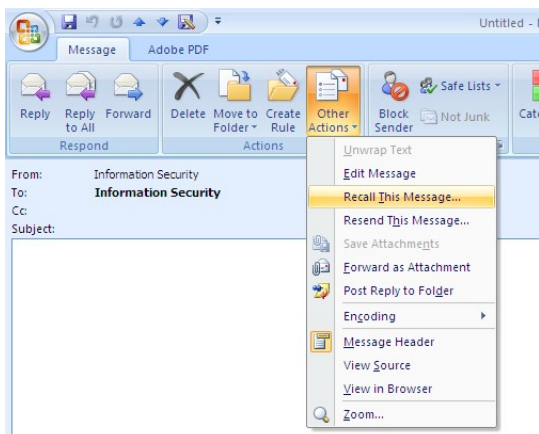 Untitled -
Message Adobe PDF
Reply Reply to All Forward Delete Move to Folder Create Rule Other Actions Block Sender Safe Lists Not Junk
Respond Actions
Unwrap Text
Edit Message
Recall This Message...
Resend This Message...
Save Attachments
Forward as Attachment
Post Reply to Folder
Encoding
Message Header
View Source
View in Browser
Zoom...
From: Information Security
To: Information Security
Cc:
Subject: